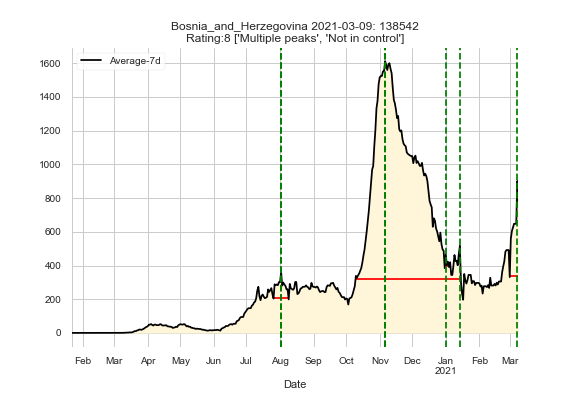 Bosnia_and_Herzegovina 2021-03-09: 138542
Rating:8 ['Multiple peaks', 'Not in control']
Average-7d
1600
1400
1200
1000
800
600
400
200
0
Feb Mar Apr May Jun Jul Aug Sep Oct Nov Dec Jan Feb Mar
2021
Date